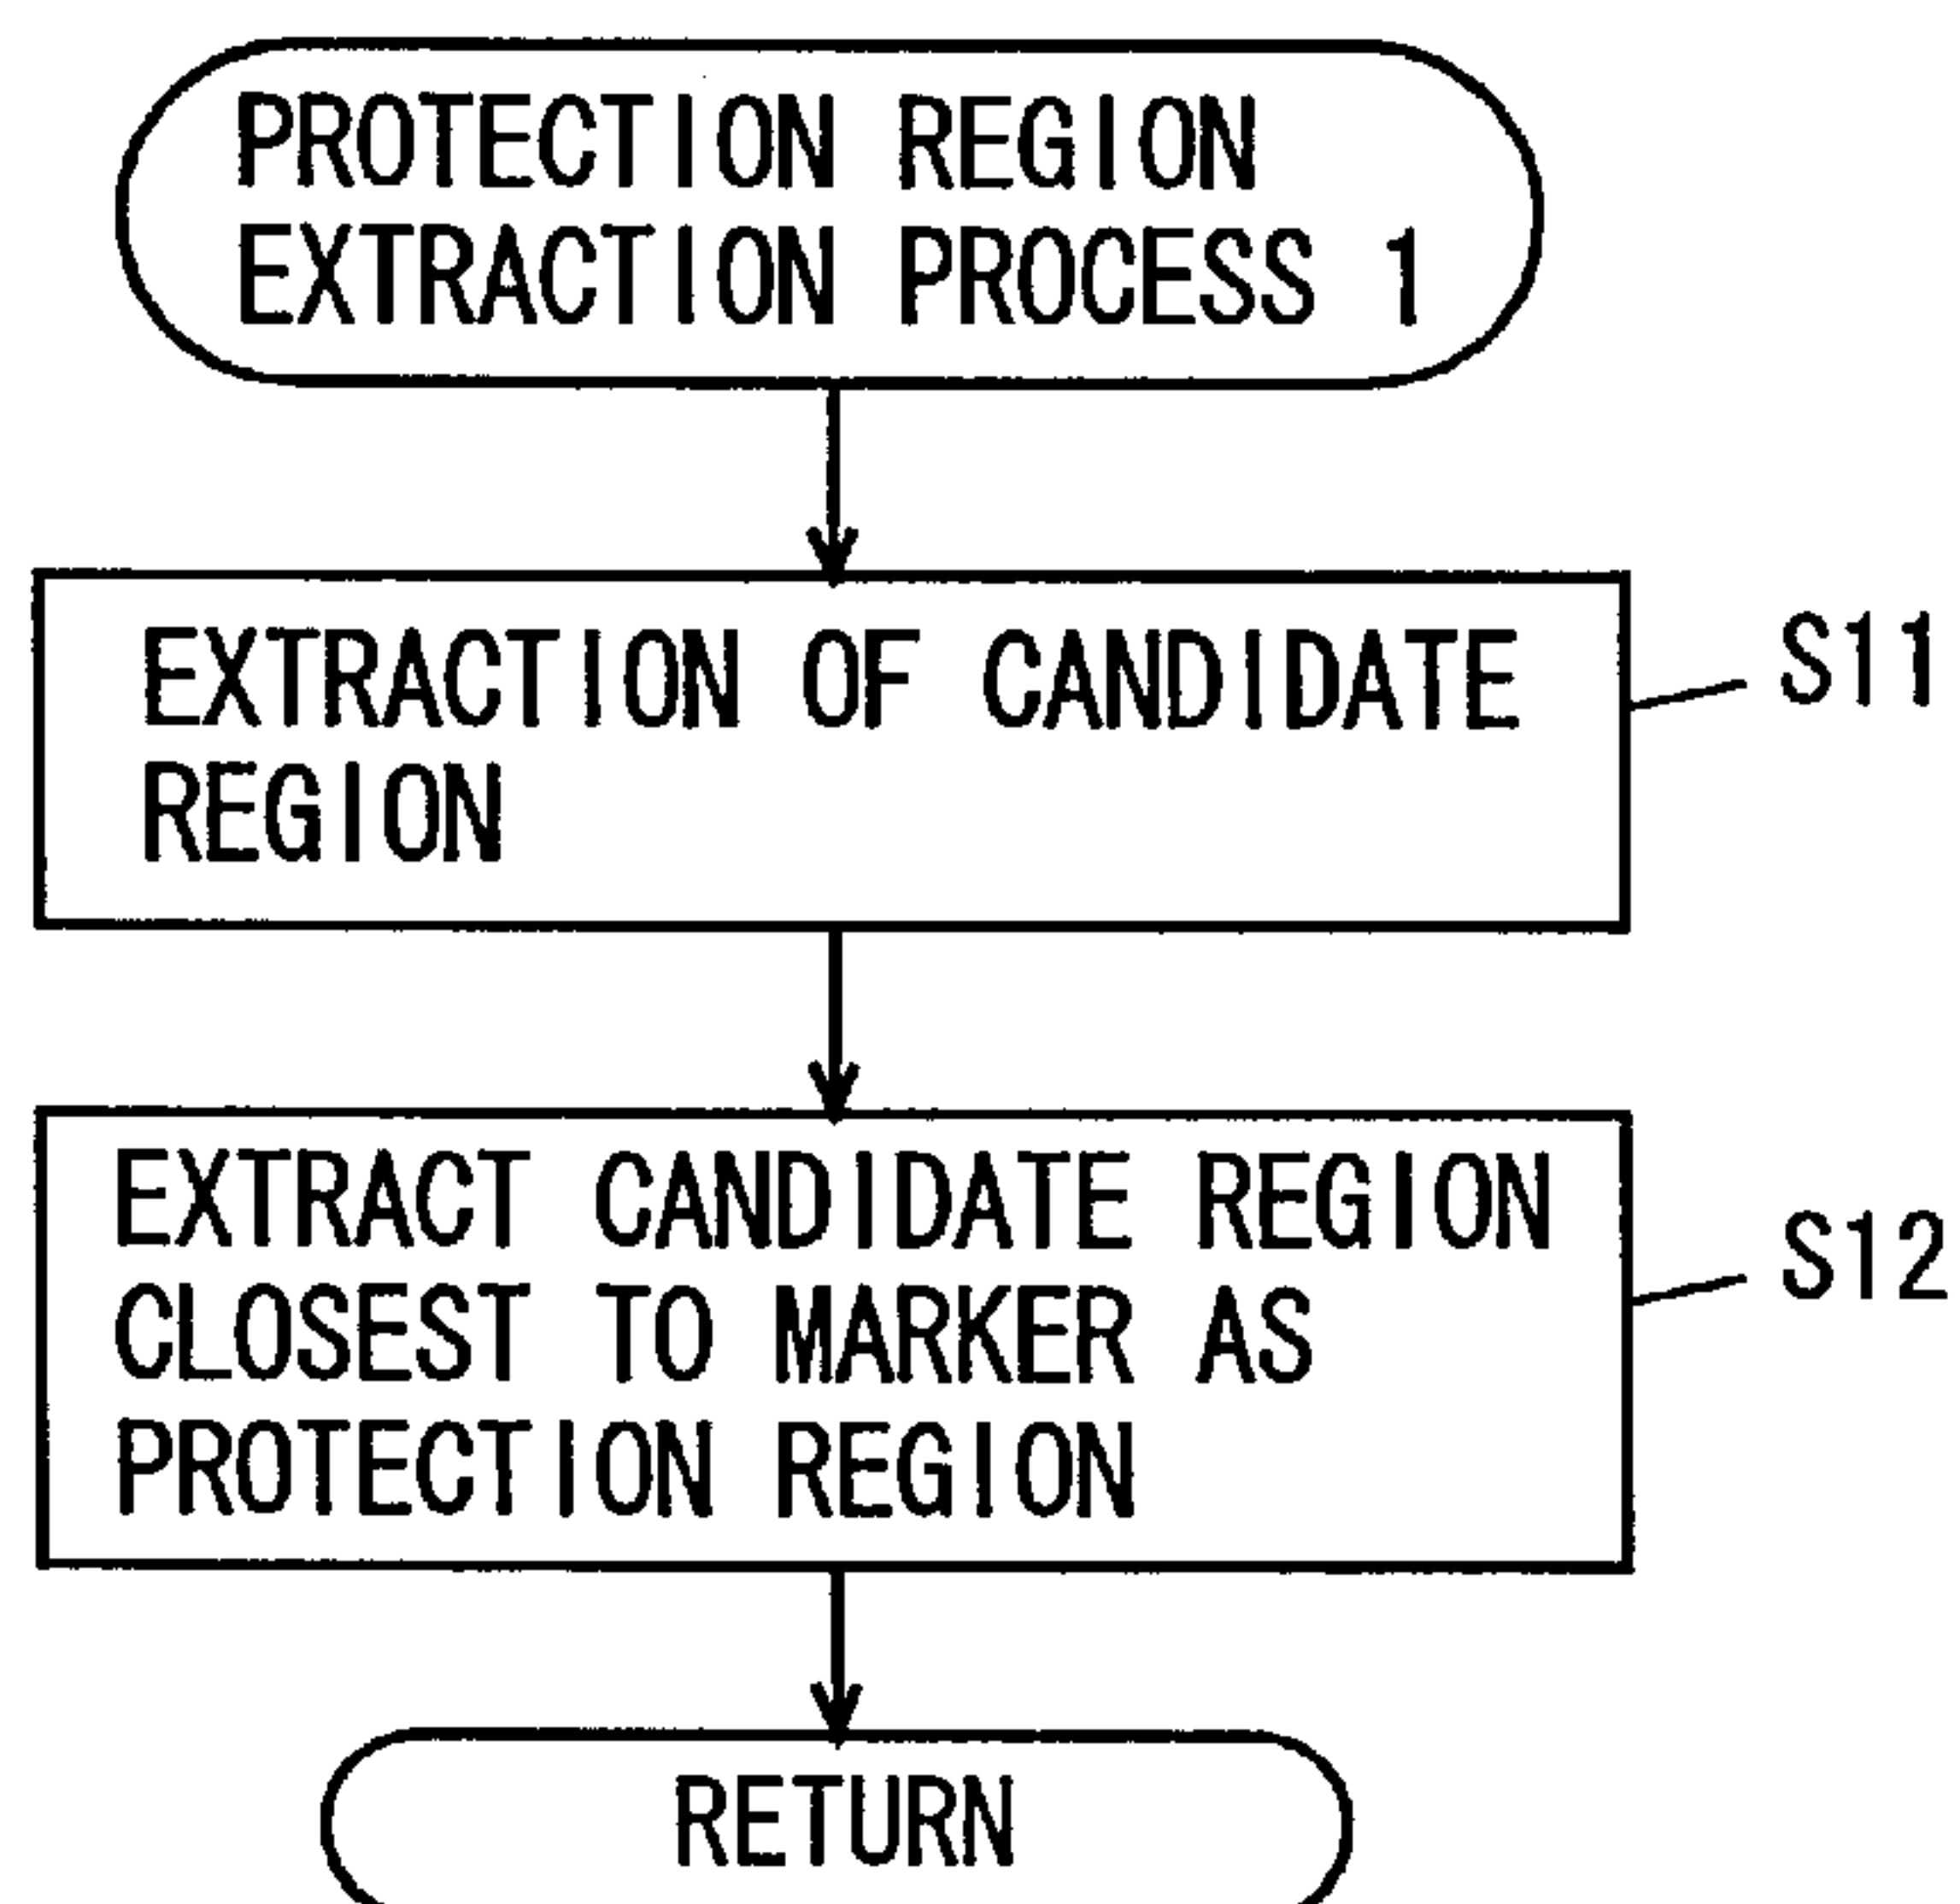 PROTECTION REGION
EXTRACTION PROCESS 1
EXTRACTION OF CANDIDATE
REGION
S11
EXTRACT CANDIDATE REGION
CLOSEST TO MARKER AS
PROTECTION REGION
S12
RETURN